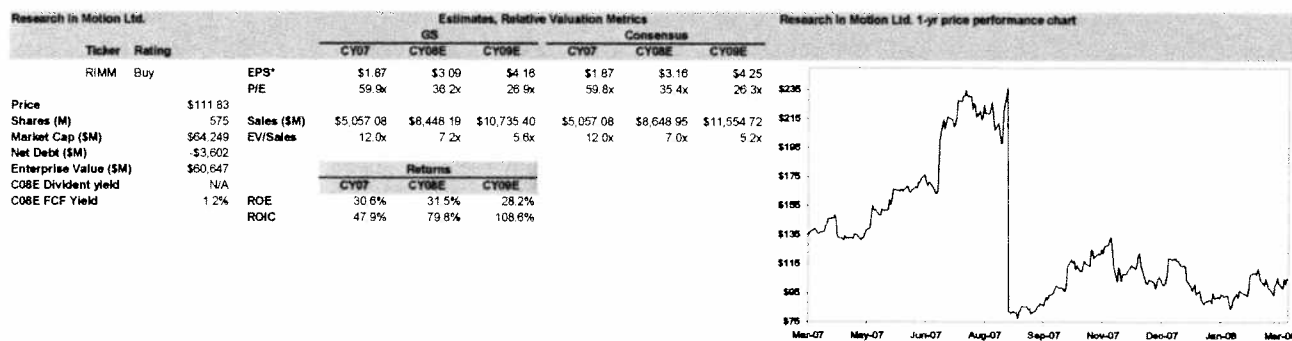 Research In Motion Ltd.
Ticker Rating
RIMM Buy
Price $111.83
Shares (M) 575
Market Cap ($M) $64,249
Net Debt ($M) -$3,602
Enterprise Value ($M) $60,647
C08E Divident yield N/A
C08E FCF Yield 1.2%
Estimates, Relative Valuation Metrics
GS Consensus
CY07 CY08E CY09E CY07 CY08E CY09E
EPS* $1.87 $3.09 $4.16 $1.87 $3.16 $4.25
P/E 59.9x 36.2x 26.9x 59.8x 35.4x 26.3x
Sales ($M) $5,057.08 $8,448.19 $10,735.40 $5,057.08 $8,648.95 $11,554.72
EV/Sales 12.0x 7.2x 5.6x 12.0x 7.0x 5.2x
Returns
CY07 CY08E CY09E
ROE 30.6% 31.5% 28.2%
ROIC 47.9% 79.8% 108.6%
Research In Motion Ltd. 1-yr price performance chart
$235
$215
$195
$175
$155
$135
$115
$95
$75
Mar-07 May-07 Jun-07 Aug-07 Sep-07 Nov-07 Dec-07 Jan-08